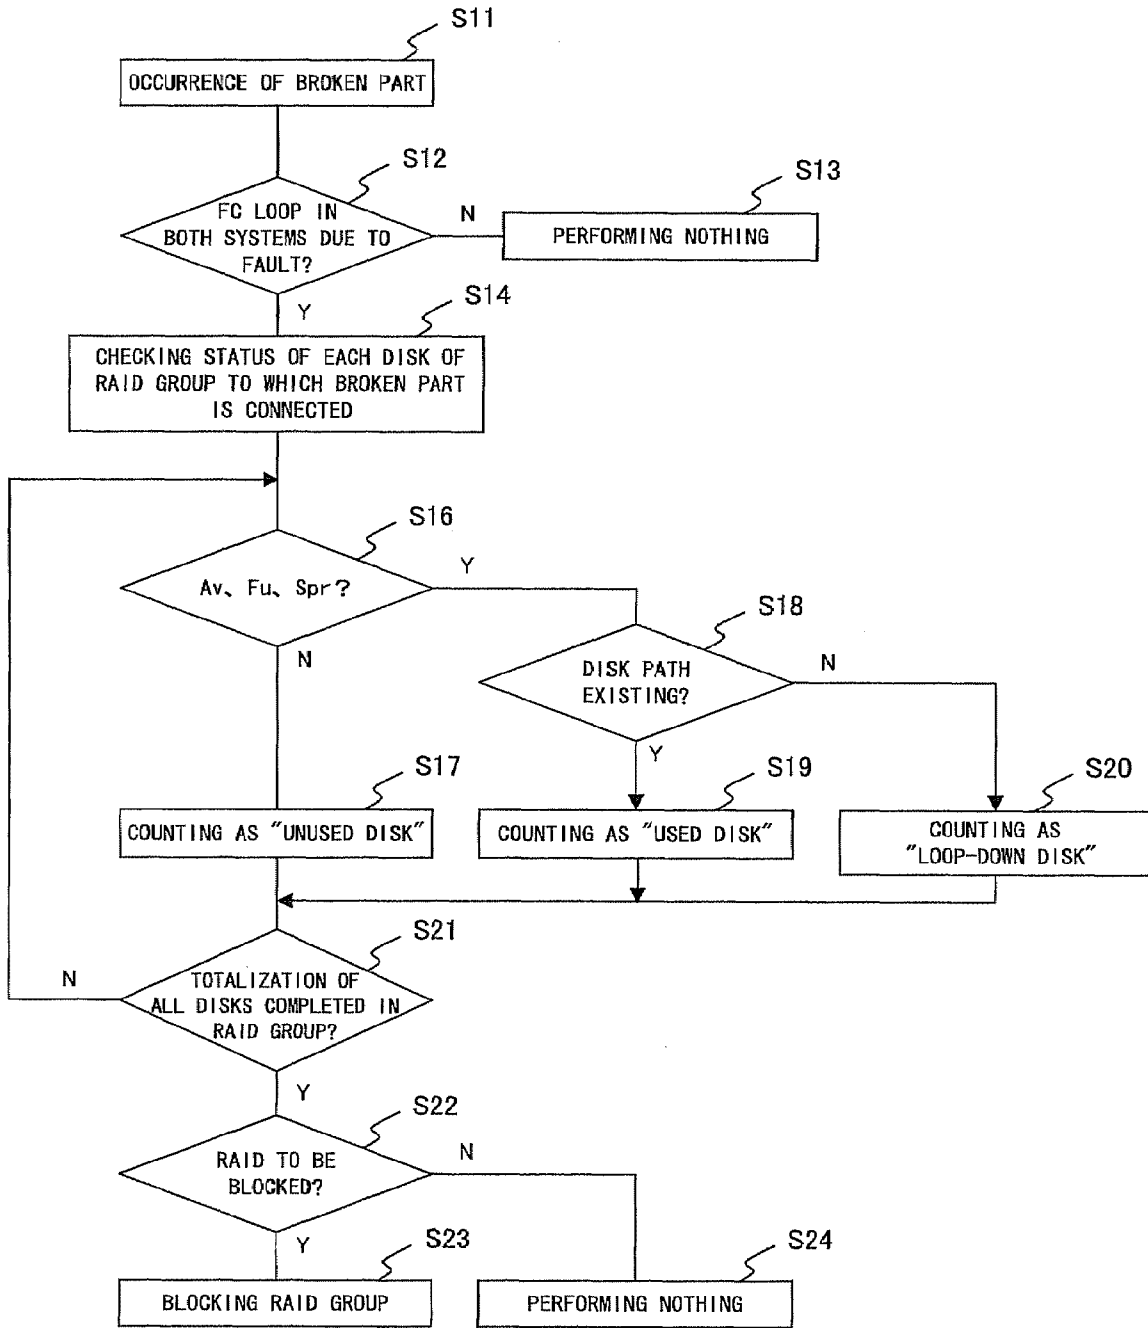 S11
OCCURRENCE OF BROKEN PART
S12
FC LOOP IN
BOTH SYSTEMS DUE TO
FAULT?
N
S13
PERFORMING NOTHING
Y
S14
CHECKING STATUS OF EACH DISK OF
RAID GROUP TO WHICH BROKEN PART
IS CONNECTED
S16
Av、Fu、Spr?
Y
N
S18
DISK PATH
EXISTING?
N
Y
S17
COUNTING AS "UNUSED DISK"
S19
COUNTING AS "USED DISK"
S20
COUNTING AS
"LOOP-DOWN DISK"
S21
TOTALIZATION OF
ALL DISKS COMPLETED IN
RAID GROUP?
N
Y
S22
RAID TO BE
BLOCKED?
N
Y
S23
BLOCKING RAID GROUP
S24
PERFORMING NOTHING